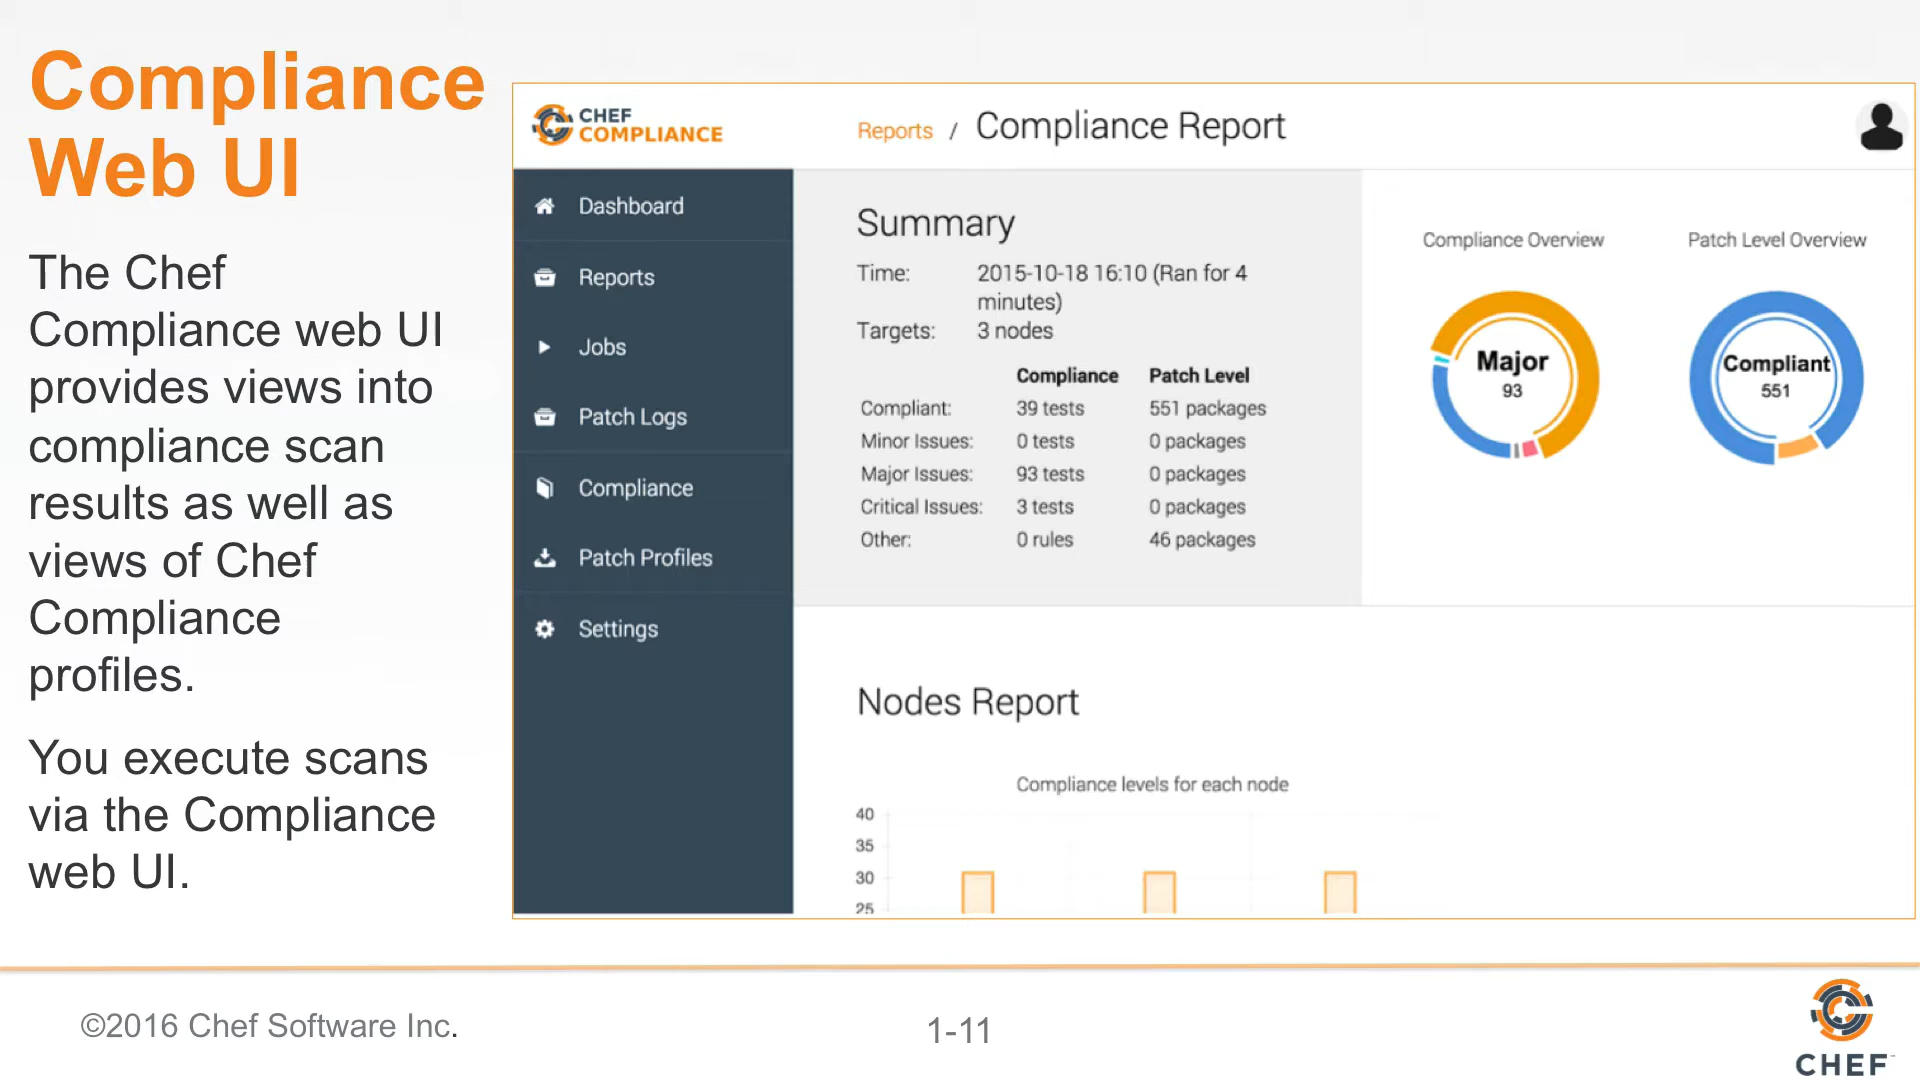 Compliance
Web UI
The Chef
Compliance web UI
provides views into
compliance scan
results as well as
views of Chef
Compliance
profiles.
You execute scans
via the Compliance
web UI.
CHEF
COMPLIANCE
Reports / Compliance Report
Dashboard
Reports
Jobs
Patch Logs
Compliance
Patch Profiles
Settings
Summary
Time: 2015-10-18 16:10 (Ran for 4
minutes)
Targets: 3 nodes
Compliance Patch Level
Compliant: 39 tests 551 packages
Minor Issues: 0 tests 0 packages
Major Issues: 93 tests 0 packages
Critical Issues: 3 tests 0 packages
Other: 0 rules 46 packages
Compliance Overview
Major
93
Patch Level Overview
Compliant
551
Nodes Report
Compliance levels for each node
40
35
30
25
©2016 Chef Software Inc.
1-11
CHEF